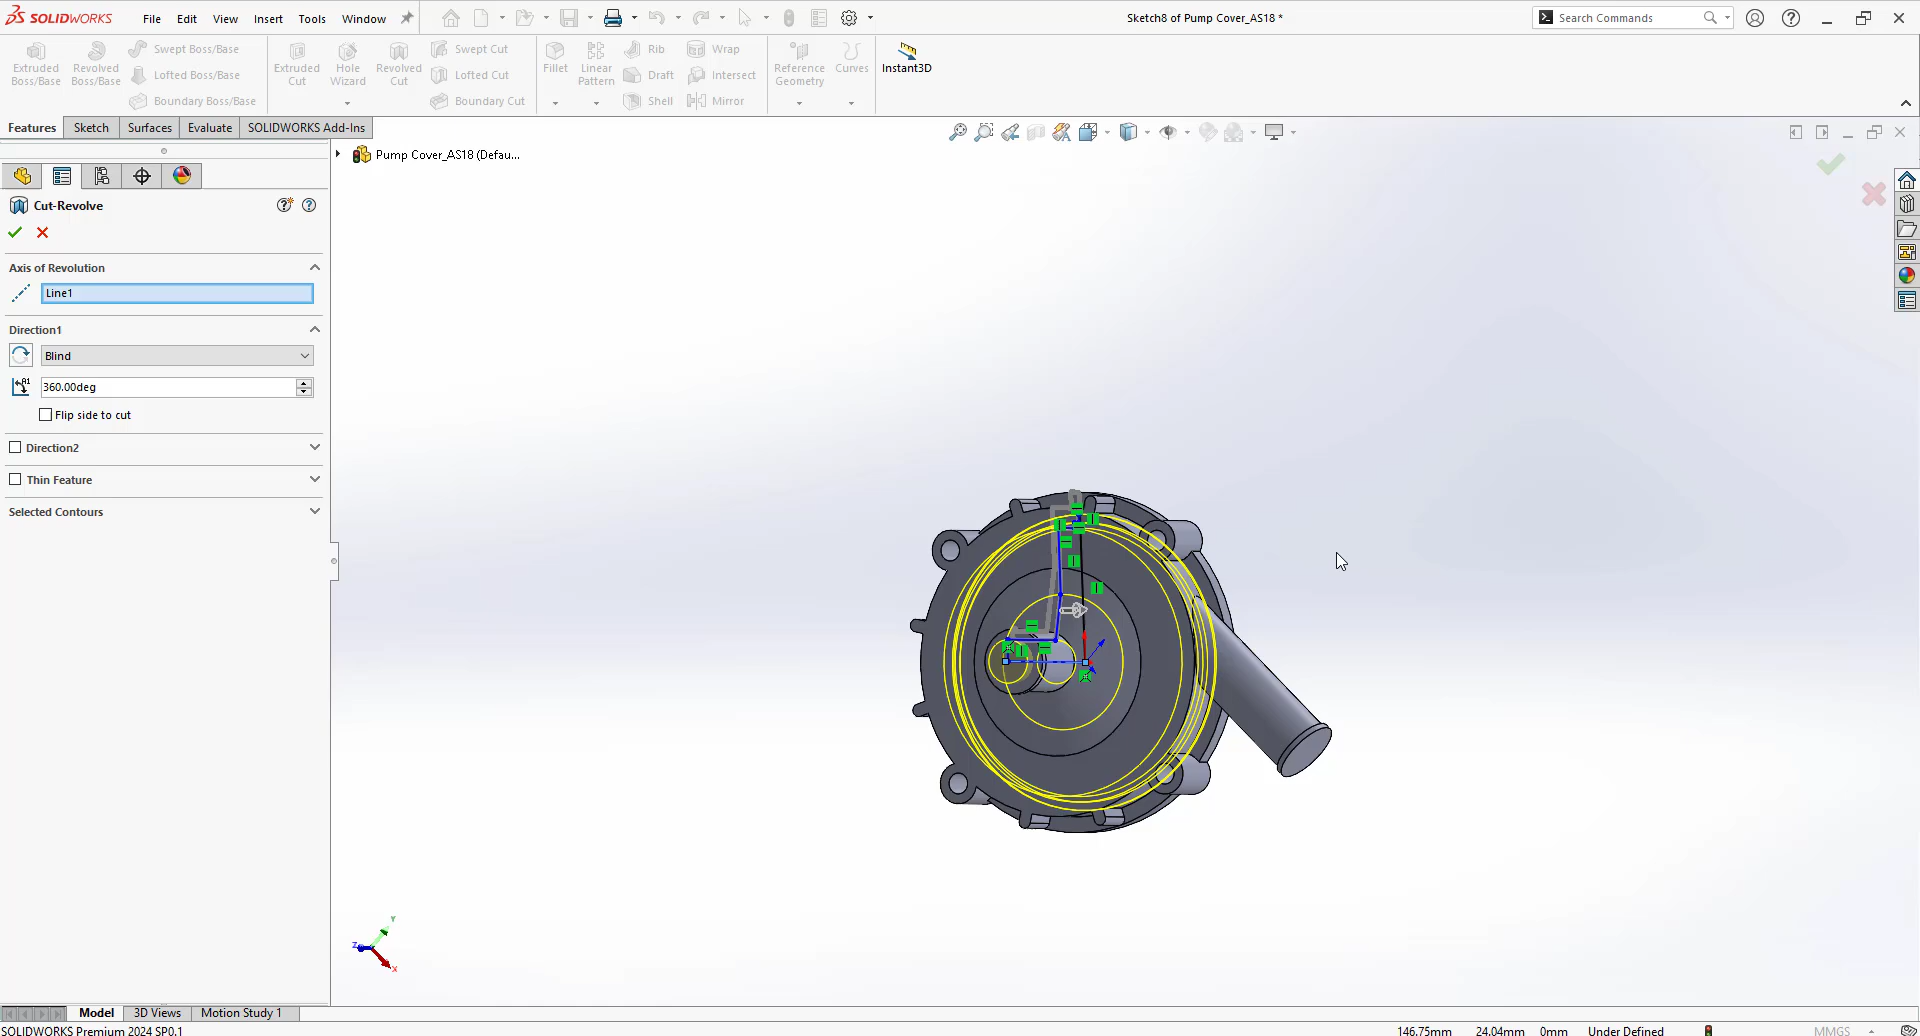 SOLIDWORKS File Edit View Insert Tools Window Sketch8 of Pump Cover_AS18 * Search Commands
Extruded Boss/Base
Revolved Boss/Base
Swept Boss/Base
Lofted Boss/Base
Boundary Boss/Base
Extruded Cut
Hole Wizard
Revolved Cut
Swept Cut
Lofted Cut
Boundary Cut
Fillet
Linear Pattern
Rib
Draft
Shell
Wrap
Intersect
Mirror
Reference Geometry
Curves
Instant3D
Features Sketch Surfaces Evaluate SOLIDWORKS Add-Ins
Pump Cover_AS18 (Defau...
Cut-Revolve
Axis of Revolution
Line1
Direction1
Blind
360.00deg
Flip side to cut
Direction2
Thin Feature
Selected Contours
Y
Z
X
Model 3D Views Motion Study 1
SOLIDWORKS Premium 2024 SP0.1 146.75mm 24.04mm 0mm Under Defined MMGS